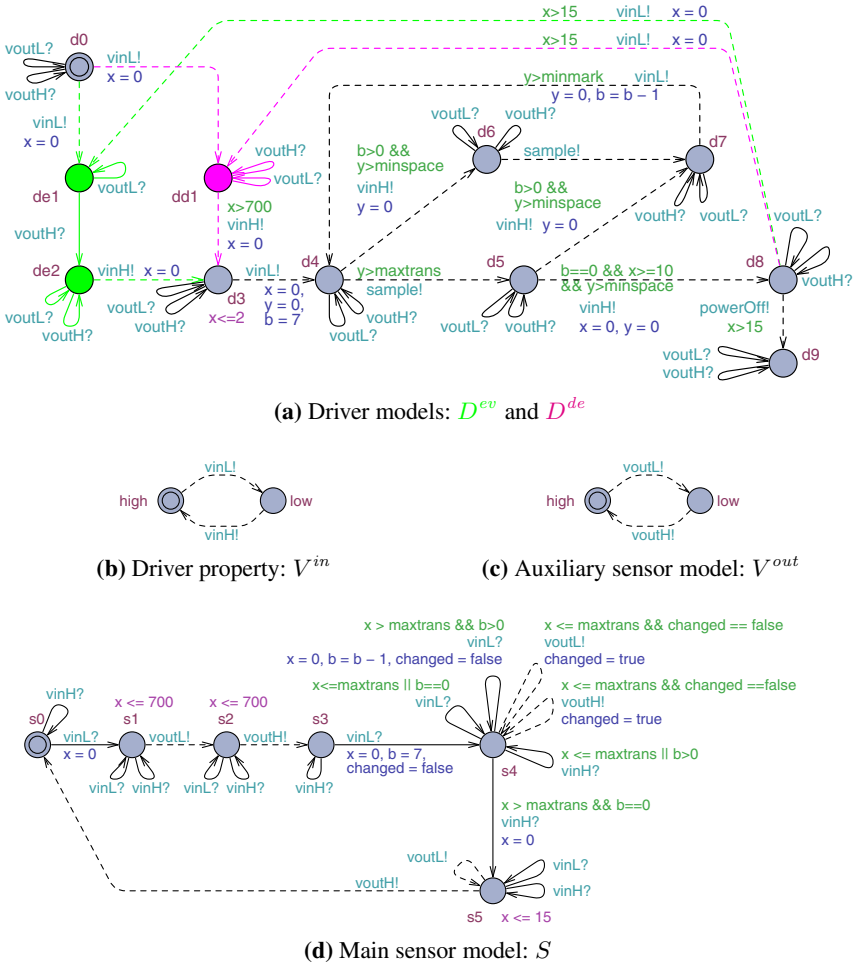 x>15 vinL! x = 0
d0
voutL?
vinL!
x = 0
voutH?
x>15 vinL! x = 0
y>minmark vinL!
y = 0, b = b − 1
voutL?
voutH?
d6
d7
vinL!
x = 0
b>0 &&
y>minspace
sample!
voutH?
voutL?
voutL?
vinH!
y = 0
b>0 &&
y>minspace
de1
dd1
voutH? voutL?
voutL?
x>700
vinH!
x = 0
vinH! y = 0
voutH?
d4
d5
d8
de2
vinH! x = 0
vinL!
y>maxtrans
b==0 && x>=10
&& y>minspace
voutH?
voutL?
d3
x = 0,
y = 0,
b = 7
sample!
vinH!
x = 0, y = 0
powerOff!
x>15
voutL?
voutH?
voutH?
x<=2
voutH?
voutL?
voutL? voutH?
voutL?
voutH?
d9
(a) Driver models: D^ev and D^de
vinL!
high
low
vinH!
(b) Driver property: V^in
voutL!
high
low
voutH!
(c) Auxiliary sensor model: V^out
x > maxtrans && b>0
vinL?
x = 0, b = b − 1, changed = false
x <= maxtrans && changed == false
voutL!
changed = true
x<=maxtrans || b==0
vinL?
x <= maxtrans && changed ==false
voutH!
changed = true
vinH?
x <= 700
x <= 700
s0
vinL?
x = 0
s1
voutL!
s2
voutH!
s3
vinL?
x = 0, b = 7,
changed = false
x <= maxtrans || b>0
vinH?
s4
vinL? vinH?
vinL? vinH?
vinH?
x > maxtrans && b==0
vinH?
x = 0
voutL!
vinL?
voutH!
vinH?
s5
x <= 15
(d) Main sensor model: S